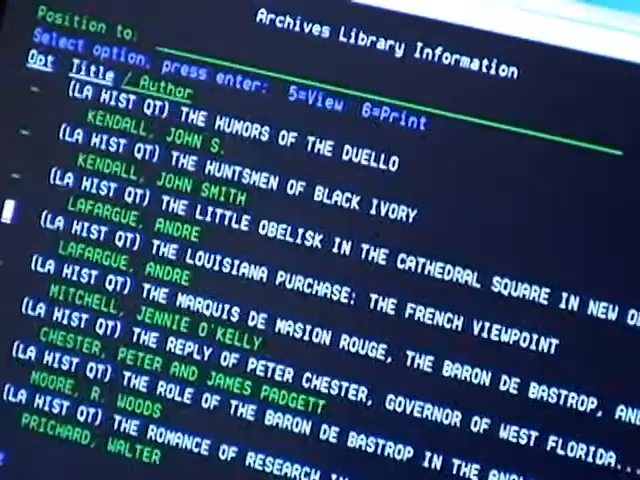 Archives Library Information
Position to:
Select option, press enter: 5=View 6=Print
Opt Title / Author
(LA HIST QT) THE HUMORS OF THE DUELLO
KENDALL, JOHN S.
(LA HIST QT) THE HUNTSMEN OF BLACK IVORY
KENDALL, JOHN SMITH
(LA HIST QT) THE LITTLE OBELISK IN THE CATHEDRAL SQUARE IN NEW
LAFARGUE, ANDRE
(LA HIST QT) THE LOUISIANA PURCHASE: THE FRENCH VIEWPOINT
LAFARGUE, ANDRE
(LA HIST QT) THE MARQUIS DE MASION ROUGE, THE BARON DE BASTROP, AN
MITCHELL, JENNIE O'KELLY
(LA HIST QT) THE REPLY OF PETER CHESTER, GOVERNOR OF WEST FLORIDA...
CHESTER, PETER AND JAMES PADGETT
(LA HIST QT) THE ROLE OF THE BARON DE BASTROP IN THE
MOORE, R. WOODS
(LA HIST QT) THE ROMANCE OF RESEARCH
PRICHARD, WALTER